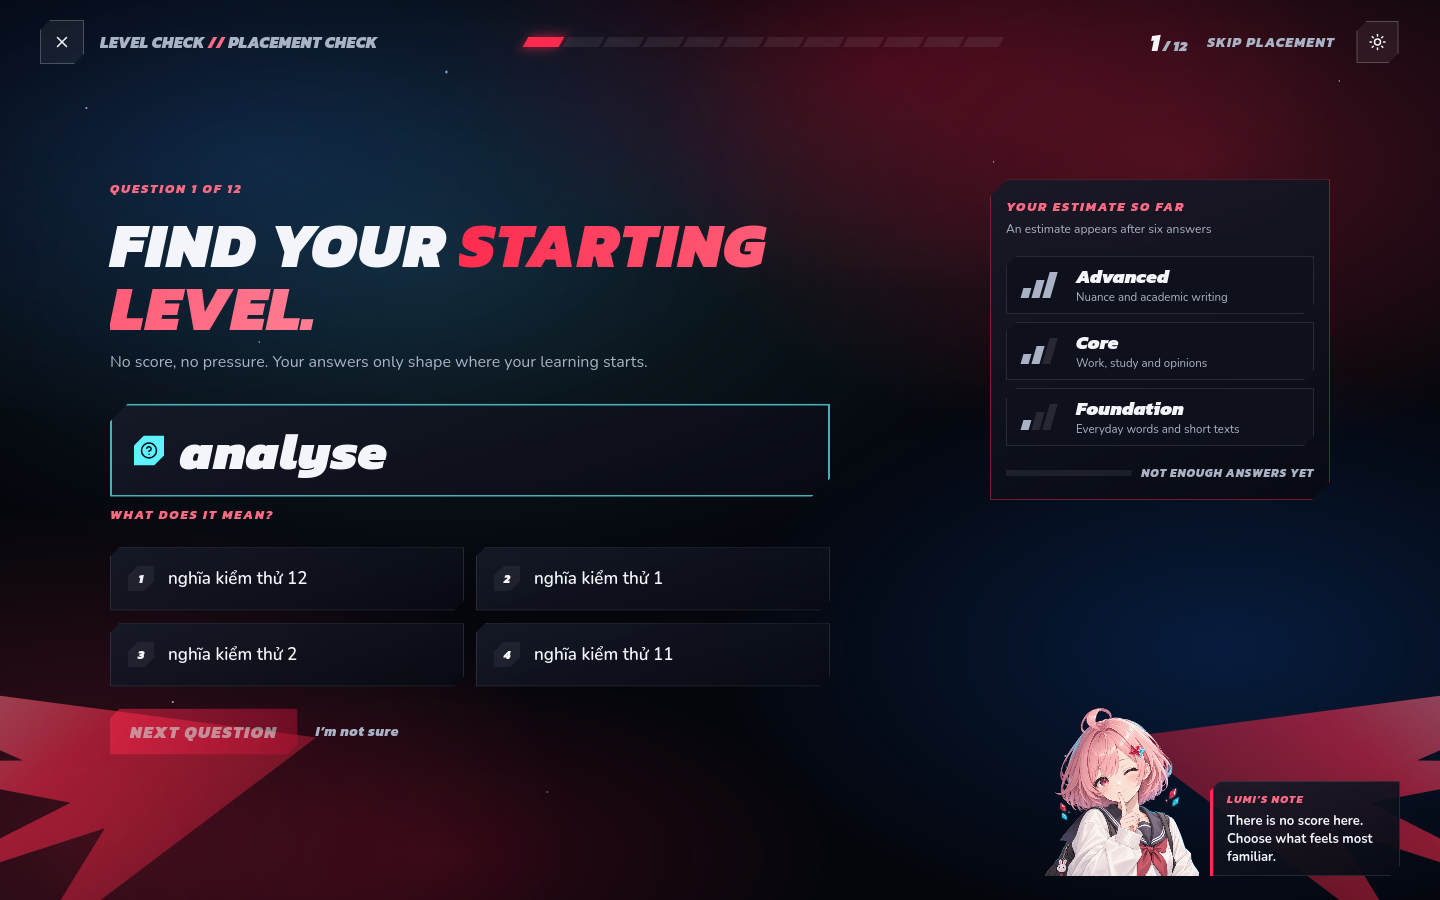 LEVEL CHECK // PLACEMENT CHECK
1 / 12
SKIP PLACEMENT
QUESTION 1 OF 12
FIND YOUR STARTING
LEVEL.
No score, no pressure. Your answers only shape where your learning starts.
analyse
WHAT DOES IT MEAN?
1 nghĩa kiểm thử 12
2 nghĩa kiểm thử 1
3 nghĩa kiểm thử 2
4 nghĩa kiểm thử 11
NEXT QUESTION
I'm not sure
YOUR ESTIMATE SO FAR
An estimate appears after six answers
Advanced
Nuance and academic writing
Core
Work, study and opinions
Foundation
Everyday words and short texts
NOT ENOUGH ANSWERS YET
LUMI'S NOTE
There is no score here.
Choose what feels most
familiar.